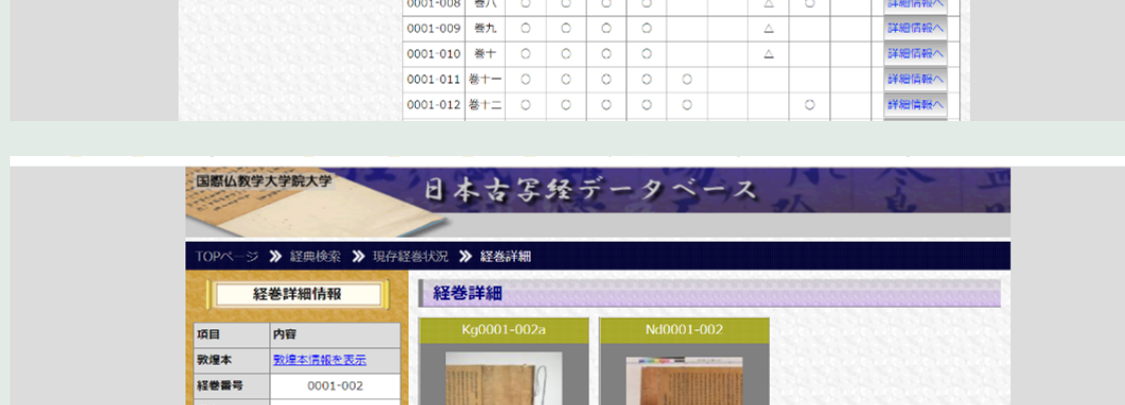 0001-008 巻八 ○ ○ ○ ○ △ ○ 詳細情報へ
0001-009 巻九 ○ ○ ○ ○ △ 詳細情報へ
0001-010 巻十 ○ ○ ○ ○ △ 詳細情報へ
0001-011 巻十一 ○ ○ ○ ○ ○ 詳細情報へ
0001-012 巻十二 ○ ○ ○ ○ ○ ○ 詳細情報へ
国際仏教学大学院大学
日本古写経データベース
TOPページ 経典検索 現存経巻状況 経巻詳細
経巻詳細情報
項目 内容
敦煌本 敦煌本情報を表示
経巻番号 0001-002
経巻詳細
Kg0001-002a Nd0001-002